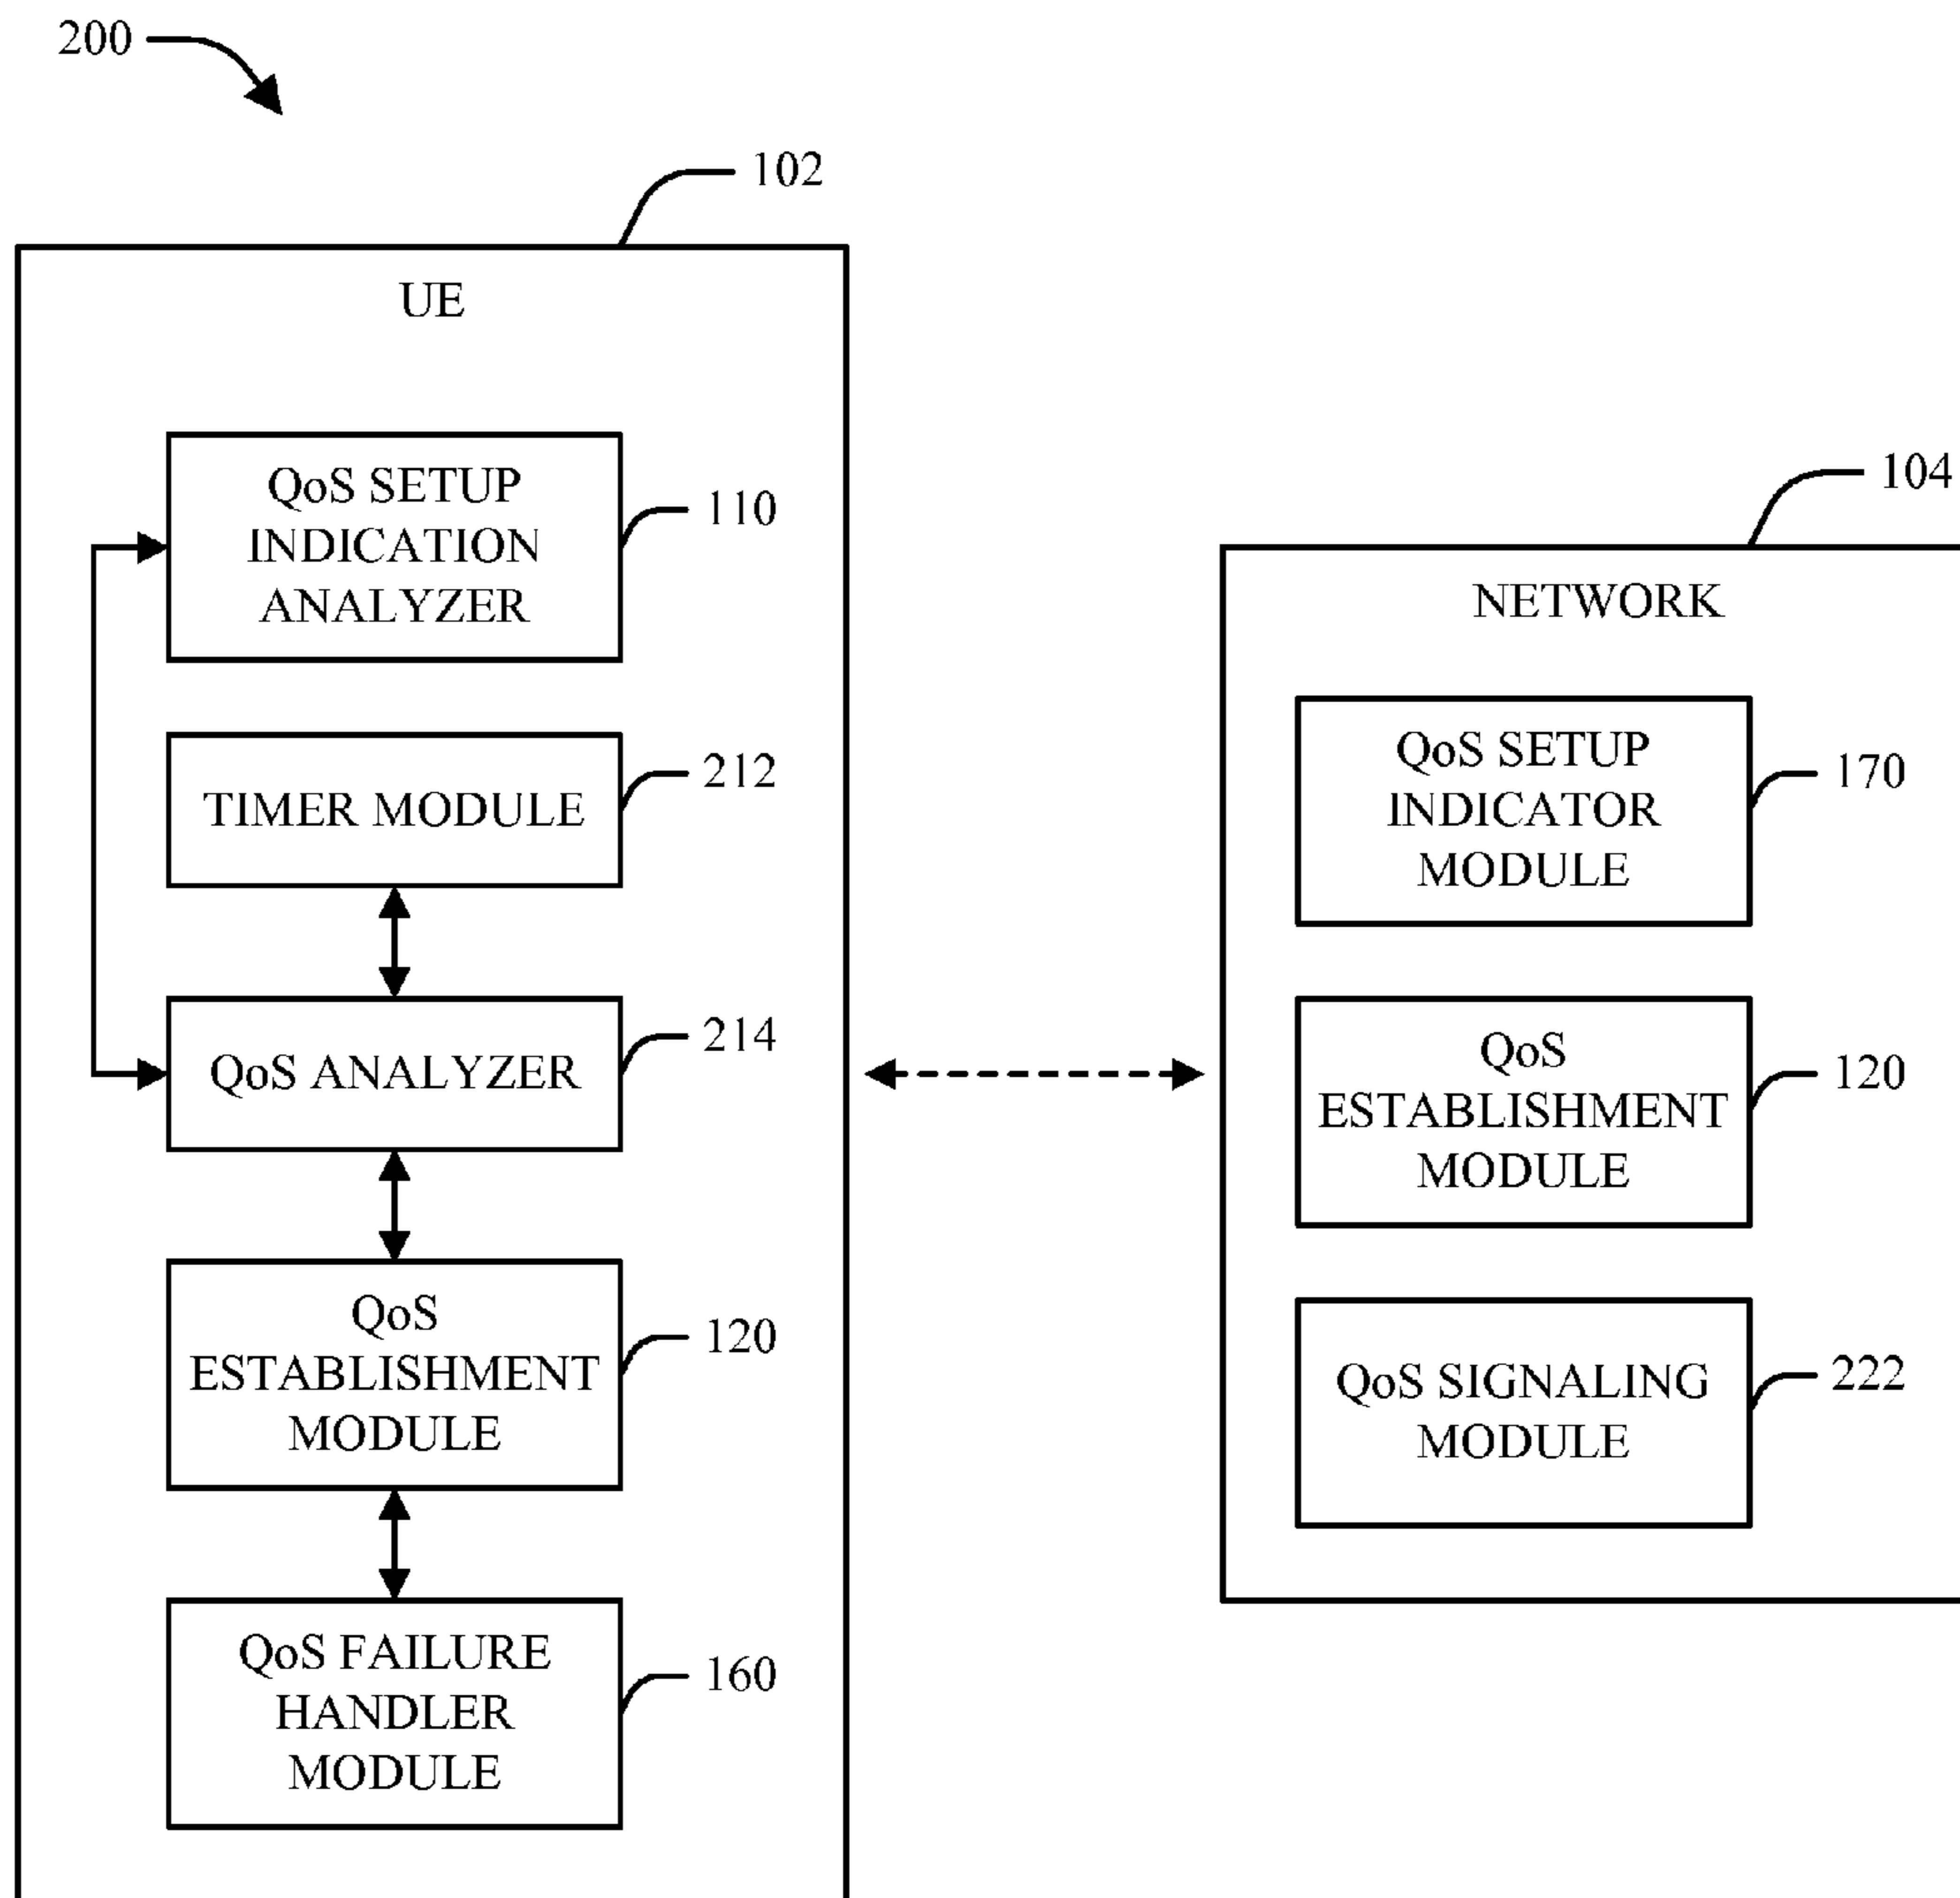 200
102
UE
QoS SETUP
INDICATION
ANALYZER
110
TIMER MODULE
212
QoS ANALYZER
214
QoS
ESTABLISHMENT
MODULE
120
QoS FAILURE
HANDLER
MODULE
160
104
NETWORK
QoS SETUP
INDICATOR
MODULE
170
QoS
ESTABLISHMENT
MODULE
120
QoS SIGNALING
MODULE
222